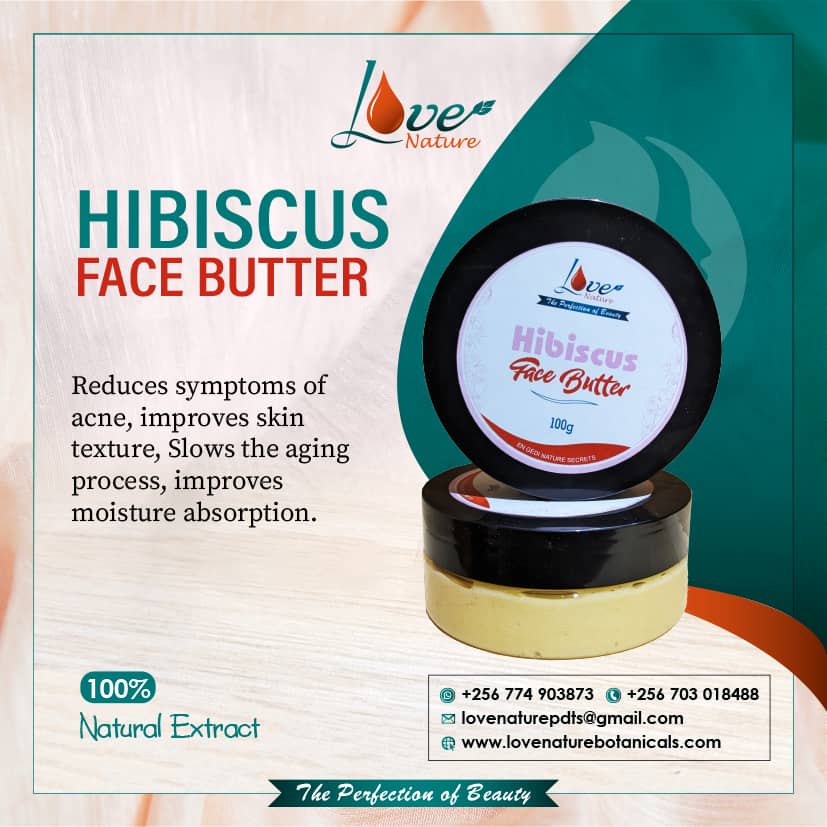 Love
Nature
HIBISCUS
FACE BUTTER
Reduces symptoms of
acne, improves skin
texture, Slows the aging
process, improves
moisture absorption.
Love
Nature
The Perfection of Beauty
Hibiscus
Face Butter
100g
EN GEDI NATURE SECRETS
100%
Natural Extract
+256 774 903873 +256 703 018488
lovenaturepdts@gmail.com
www.lovenaturebotanicals.com
The Perfection of Beauty